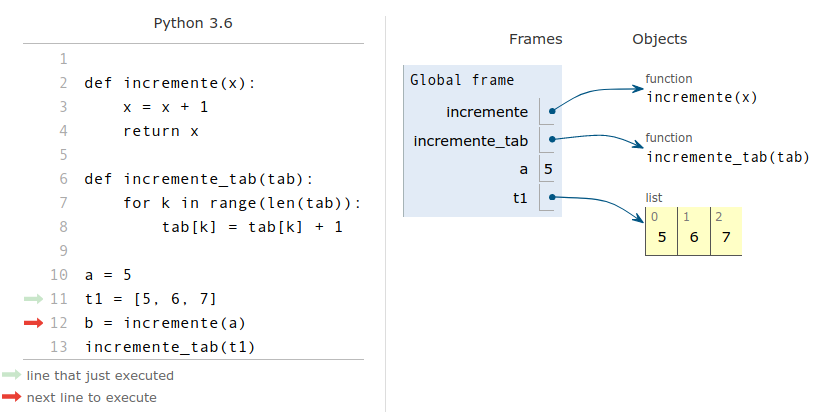 Python 3.6
1
2 def incremente(x):
3     x = x + 1
4     return x
5
6 def incremente_tab(tab):
7     for k in range(len(tab)):
8         tab[k] = tab[k] + 1
9
10 a = 5
11 t1 = [5, 6, 7]
12 b = incremente(a)
13 incremente_tab(t1)
line that just executed
next line to execute
Frames Objects
Global frame
incremente
incremente_tab
a 5
t1
function
incremente(x)
function
incremente_tab(tab)
list
0 1 2
5 6 7